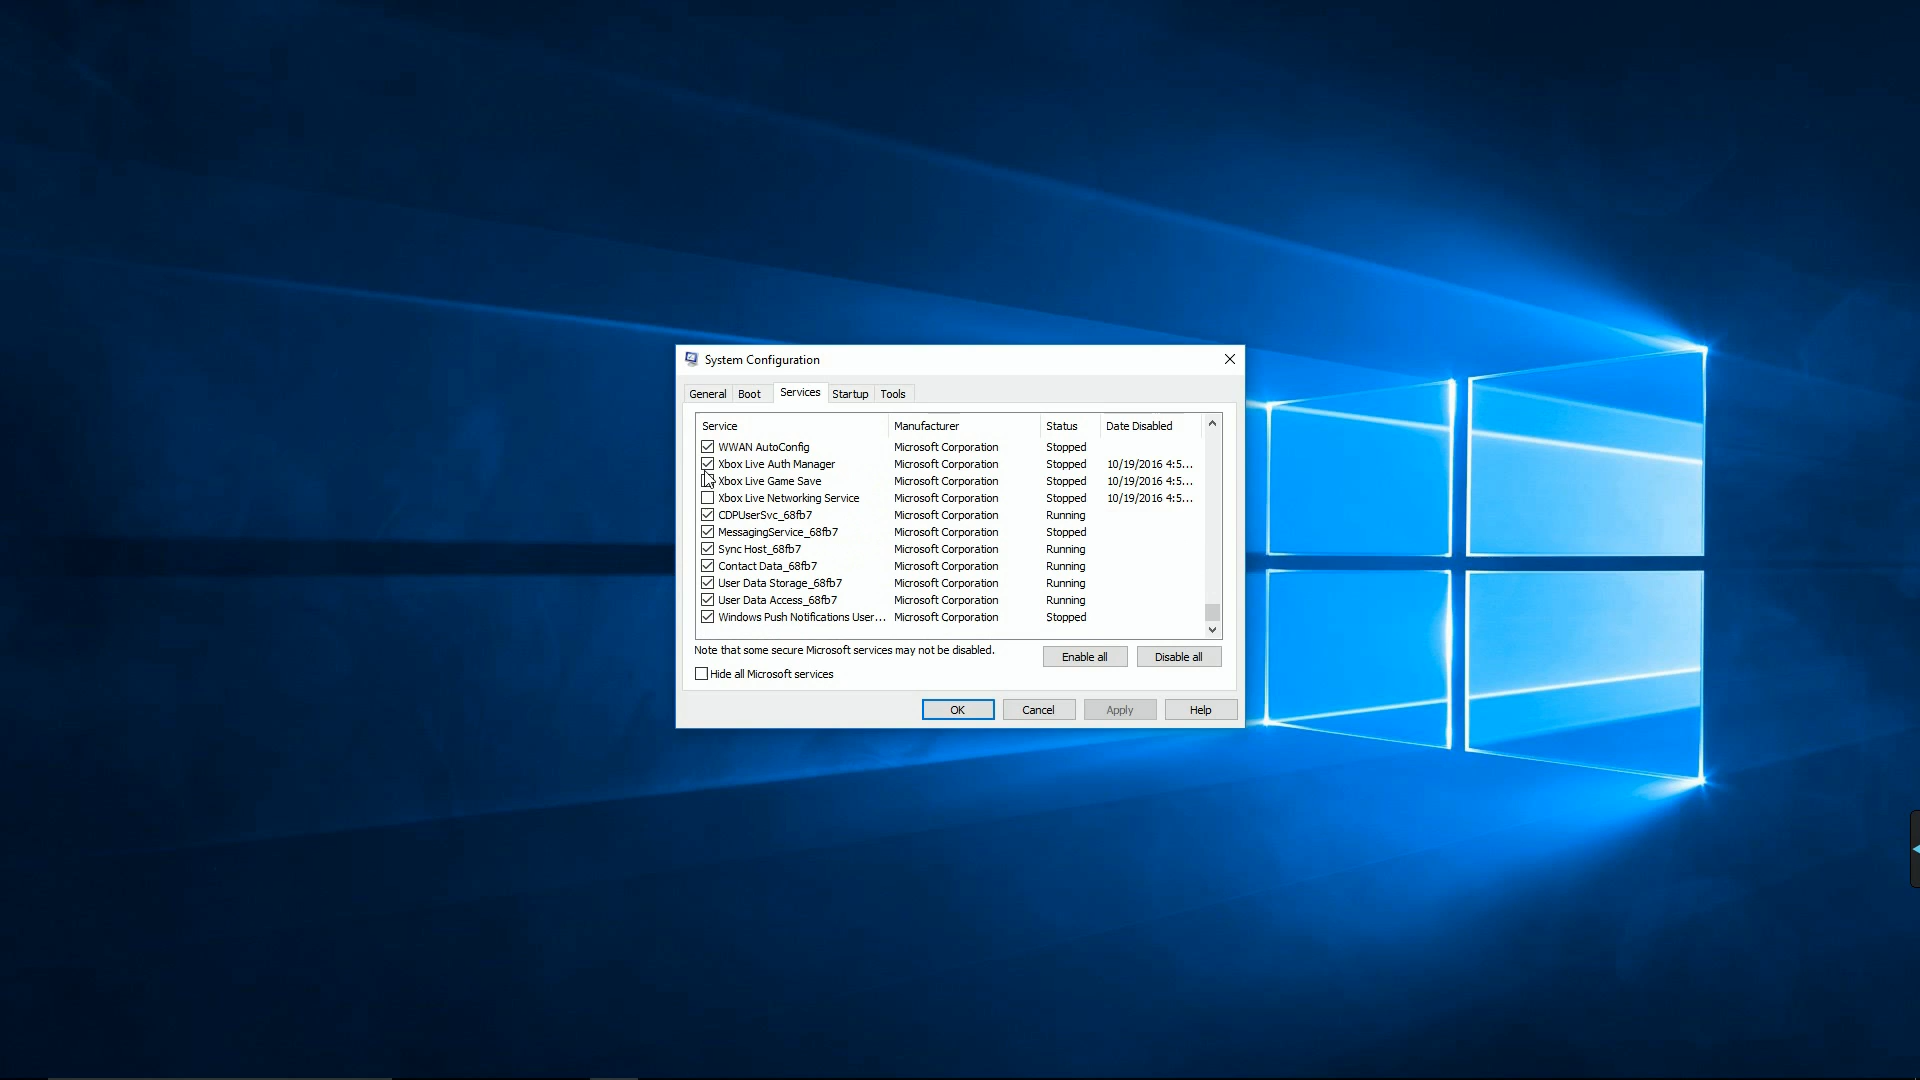 System Configuration
General Boot Services Startup Tools
Service Manufacturer Status Date Disabled
WWAN AutoConfig Microsoft Corporation Stopped
Xbox Live Auth Manager Microsoft Corporation Stopped 10/19/2016 4:5...
Xbox Live Game Save Microsoft Corporation Stopped 10/19/2016 4:5...
Xbox Live Networking Service Microsoft Corporation Stopped 10/19/2016 4:5...
CDPUserSvc_68fb7 Microsoft Corporation Running
MessagingService_68fb7 Microsoft Corporation Stopped
Sync Host_68fb7 Microsoft Corporation Running
Contact Data_68fb7 Microsoft Corporation Running
User Data Storage_68fb7 Microsoft Corporation Running
User Data Access_68fb7 Microsoft Corporation Running
Windows Push Notifications User... Microsoft Corporation Stopped
Note that some secure Microsoft services may not be disabled.
Enable all Disable all
Hide all Microsoft services
OK Cancel Apply Help